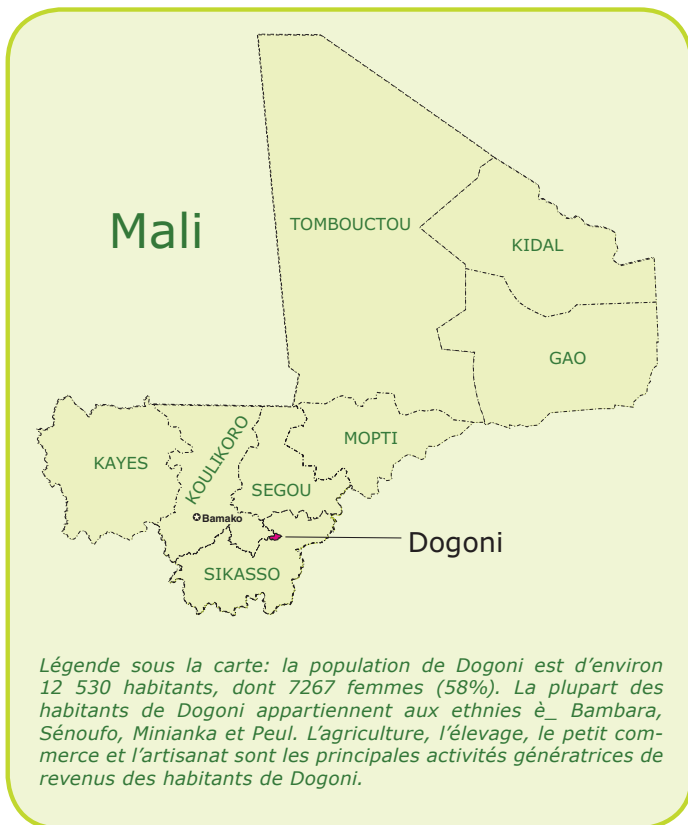 Mali
TOMBOUCTOU
KIDAL
GAO
MOPTI
KOULIKORO
KAYES
SEGOU
Bamako
Dogoni
SIKASSO
Légende sous la carte: la population de Dogoni est d’environ
12 530 habitants, dont 7267 femmes (58%). La plupart des
habitants de Dogoni appartiennent aux ethnies è_ Bambara,
Sénoufo, Minianka et Peul. L’agriculture, l’élevage, le petit com-
merce et l’artisanat sont les principales activités génératrices de
revenus des habitants de Dogoni.